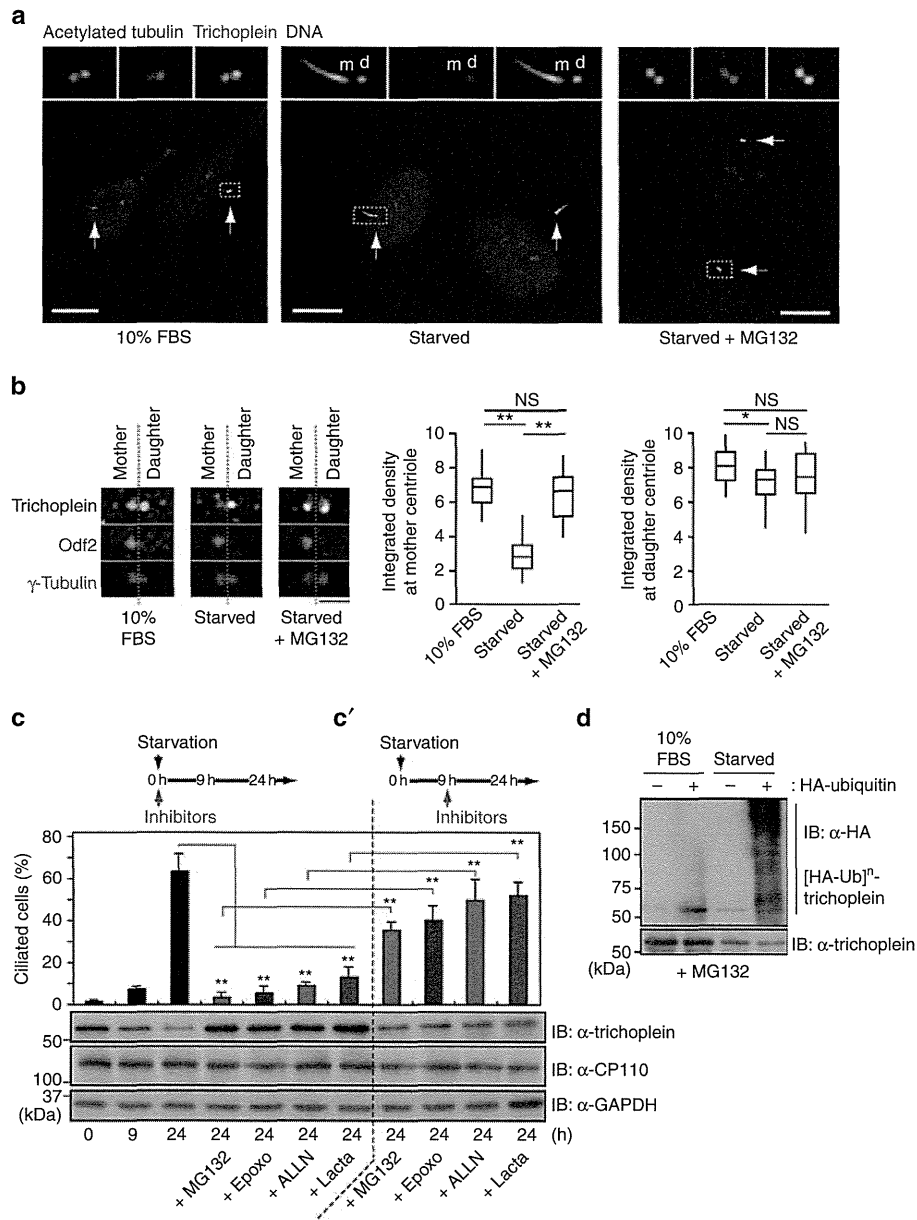 a
Acetylated tubulin Trichoplein DNA
m d
m d
m d
10% FBS
Starved
Starved + MG132
b
Mother
Daughter
Mother
Daughter
Mother
Daughter
Trichoplein
Odf2
γ-Tubulin
10% FBS
Starved
Starved + MG132
Integrated density at mother centriole
10
8
6
4
2
0
NS
**
**
10% FBS
Starved
Starved + MG132
Integrated density at daughter centriole
10
8
6
4
2
0
NS
*
NS
10% FBS
Starved
Starved + MG132
c
Starvation
0 h 9 h 24 h
Inhibitors
c′
Starvation
0 h 9 h 24 h
Inhibitors
Ciliated cells (%)
80
60
40
20
0
** ** ** ** ** ** ** **
50
IB: α-trichoplein
100
IB: α-CP110
37
(kDa)
IB: α-GAPDH
0 9 24 24 24 24 24 24 24 24 24 (h)
+ MG132
+ Epoxo
+ ALLN
+ Lacta
+ MG132
+ Epoxo
+ ALLN
+ Lacta
d
10% FBS
Starved
– + – + : HA-ubiquitin
150
100
75
50
IB: α-HA
[HA-Ub]ⁿ-trichoplein
50
(kDa)
IB: α-trichoplein
+ MG132